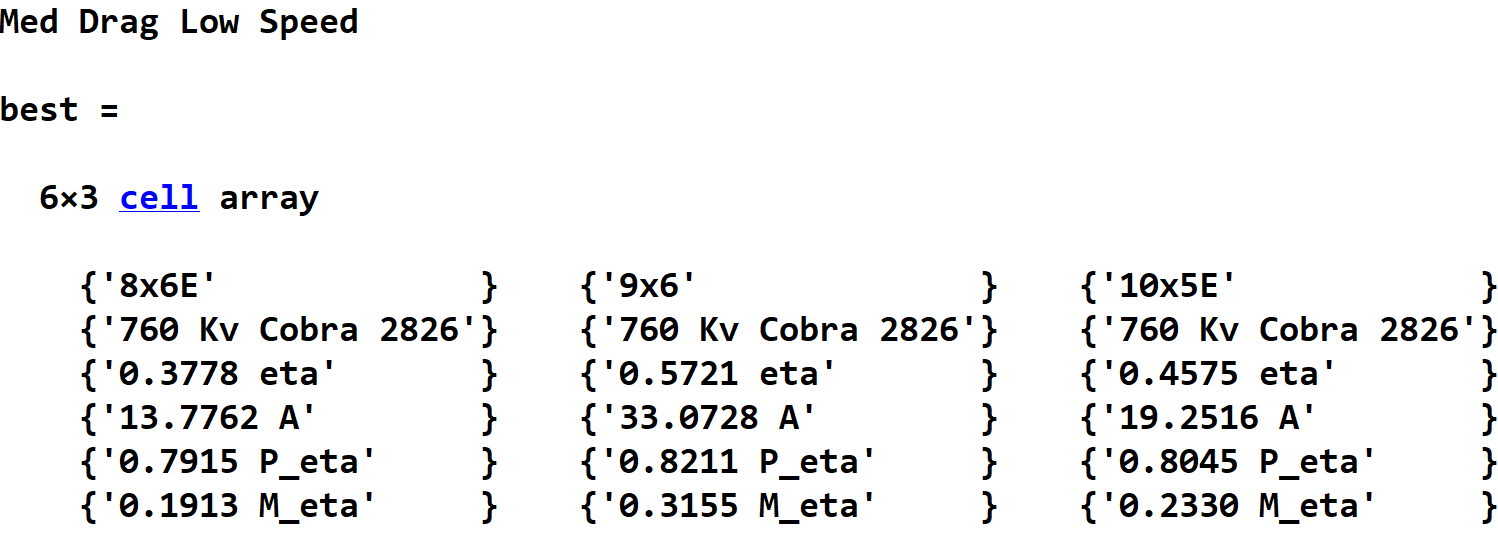 Med Drag Low Speed
best =
6×3 cell array
{'8x6E' } {'9x6' } {'10x5E' }
{'760 Kv Cobra 2826'} {'760 Kv Cobra 2826'} {'760 Kv Cobra 2826'}
{'0.3778 eta' } {'0.5721 eta' } {'0.4575 eta' }
{'13.7762 A' } {'33.0728 A' } {'19.2516 A' }
{'0.7915 P_eta' } {'0.8211 P_eta' } {'0.8045 P_eta' }
{'0.1913 M_eta' } {'0.3155 M_eta' } {'0.2330 M_eta' }